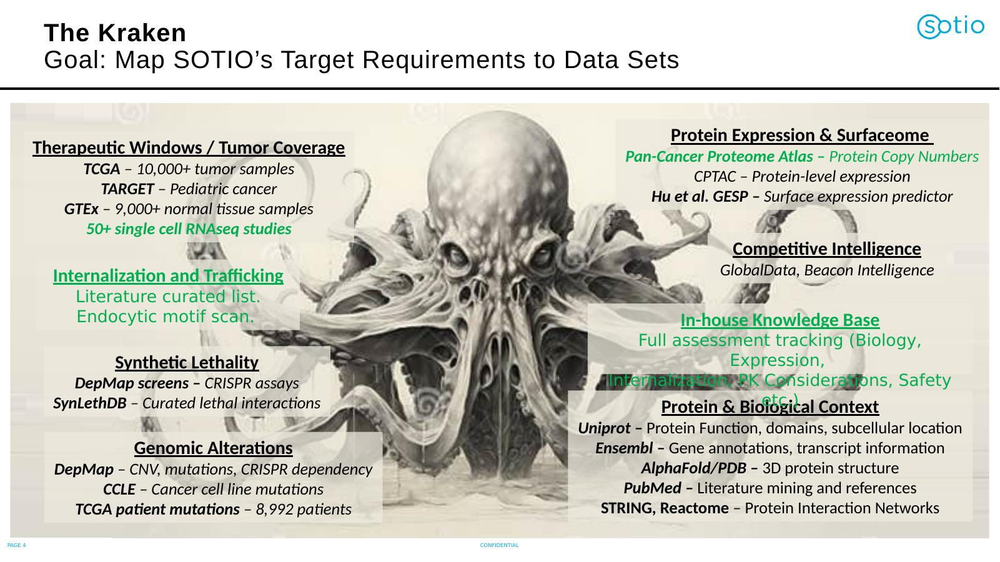 The Kraken
Goal: Map SOTIO’s Target Requirements to Data Sets
sotio
Therapeutic Windows / Tumor Coverage
TCGA – 10,000+ tumor samples
TARGET – Pediatric cancer
GTEx – 9,000+ normal tissue samples
50+ single cell RNAseq studies
Internalization and Trafficking
Literature curated list.
Endocytic motif scan.
Synthetic Lethality
DepMap screens – CRISPR assays
SynLethDB – Curated lethal interactions
Genomic Alterations
DepMap – CNV, mutations, CRISPR dependency
CCLE – Cancer cell line mutations
TCGA patient mutations – 8,992 patients
Protein Expression & Surfaceome
Pan-Cancer Proteome Atlas – Protein Copy Numbers
CPTAC – Protein-level expression
Hu et al. GESP – Surface expression predictor
Competitive Intelligence
GlobalData, Beacon Intelligence
In-house Knowledge Base
Full assessment tracking (Biology,
Expression,
Internalization, PK Considerations, Safety
etc.)
Protein & Biological Context
Uniprot – Protein Function, domains, subcellular location
Ensembl – Gene annotations, transcript information
AlphaFold/PDB – 3D protein structure
PubMed – Literature mining and references
STRING, Reactome – Protein Interaction Networks
PAGE 4
CONFIDENTIAL